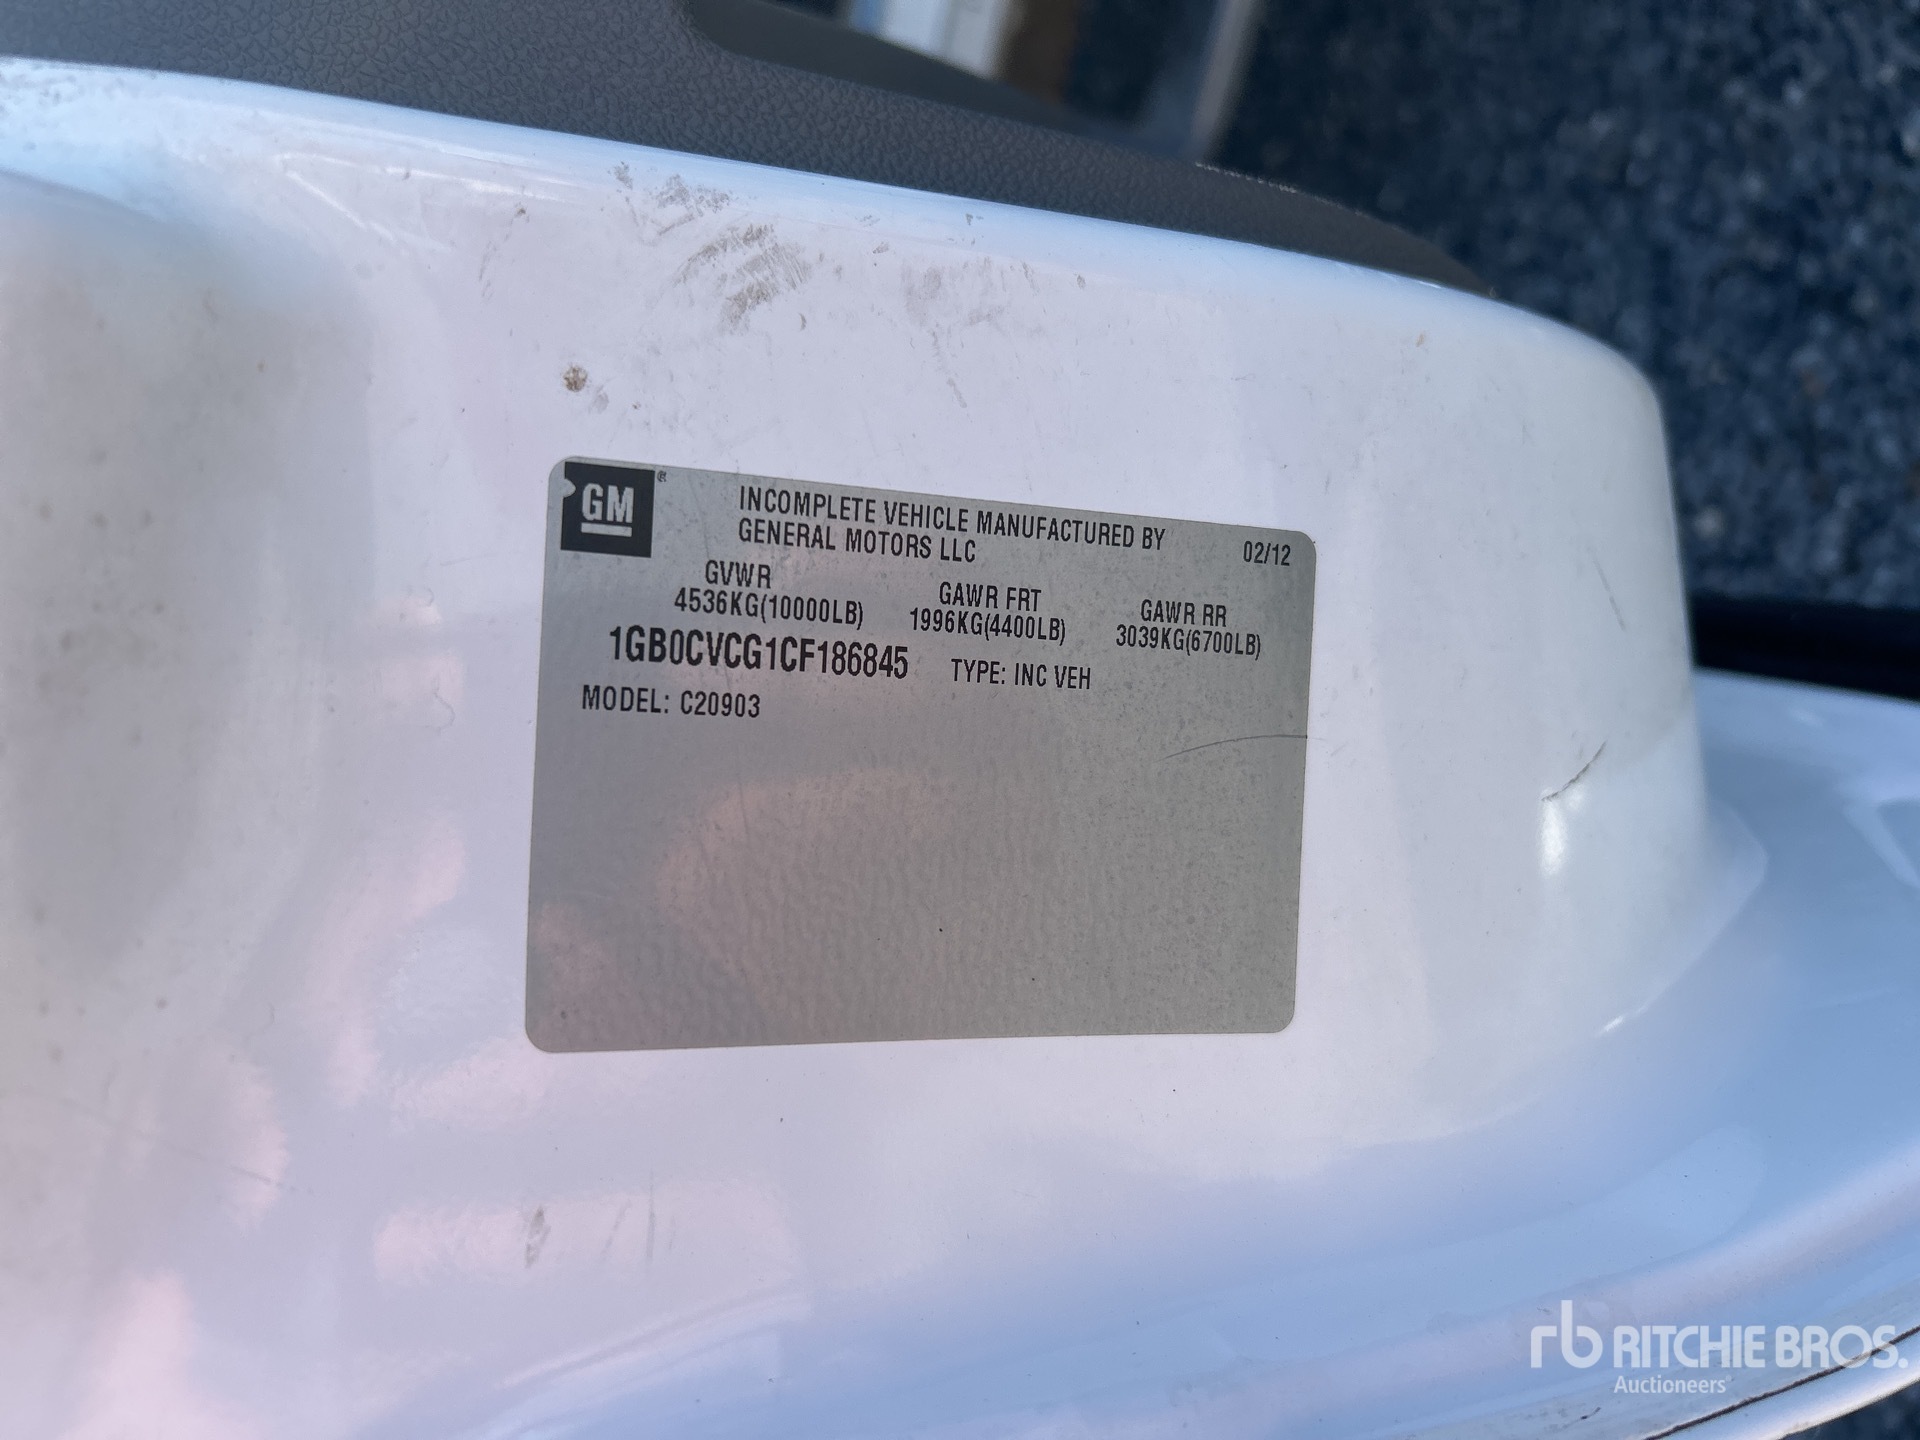 GM
INCOMPLETE VEHICLE MANUFACTURED BY
GENERAL MOTORS LLC
02/12
GVWR
4536KG(10000LB)
GAWR FRT
1996KG(4400LB)
GAWR RR
3039KG(6700LB)
1GB0CVCG1CF186845 TYPE: INC VEH
MODEL: C20903
rb RITCHIE BROS.
Auctioneers